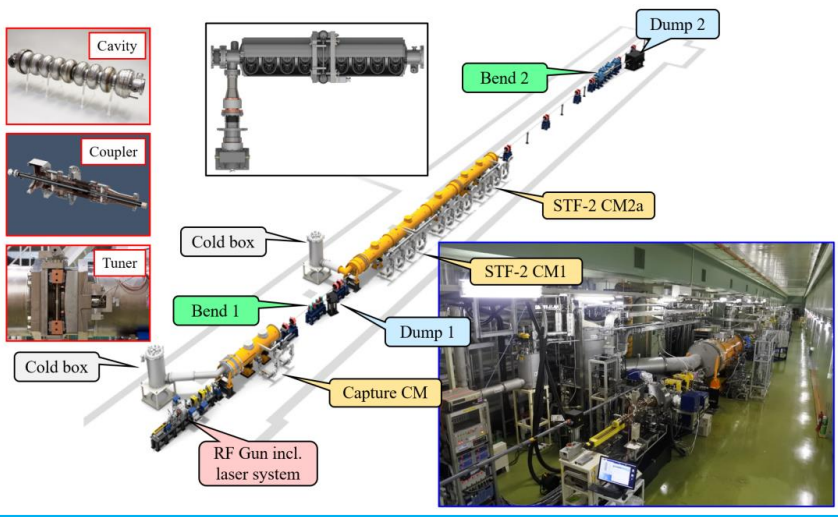 Cavity
Coupler
Tuner
Dump 2
Bend 2
STF-2 CM2a
Cold box
STF-2 CM1
Bend 1
Dump 1
Cold box
Capture CM
RF Gun incl.
laser system